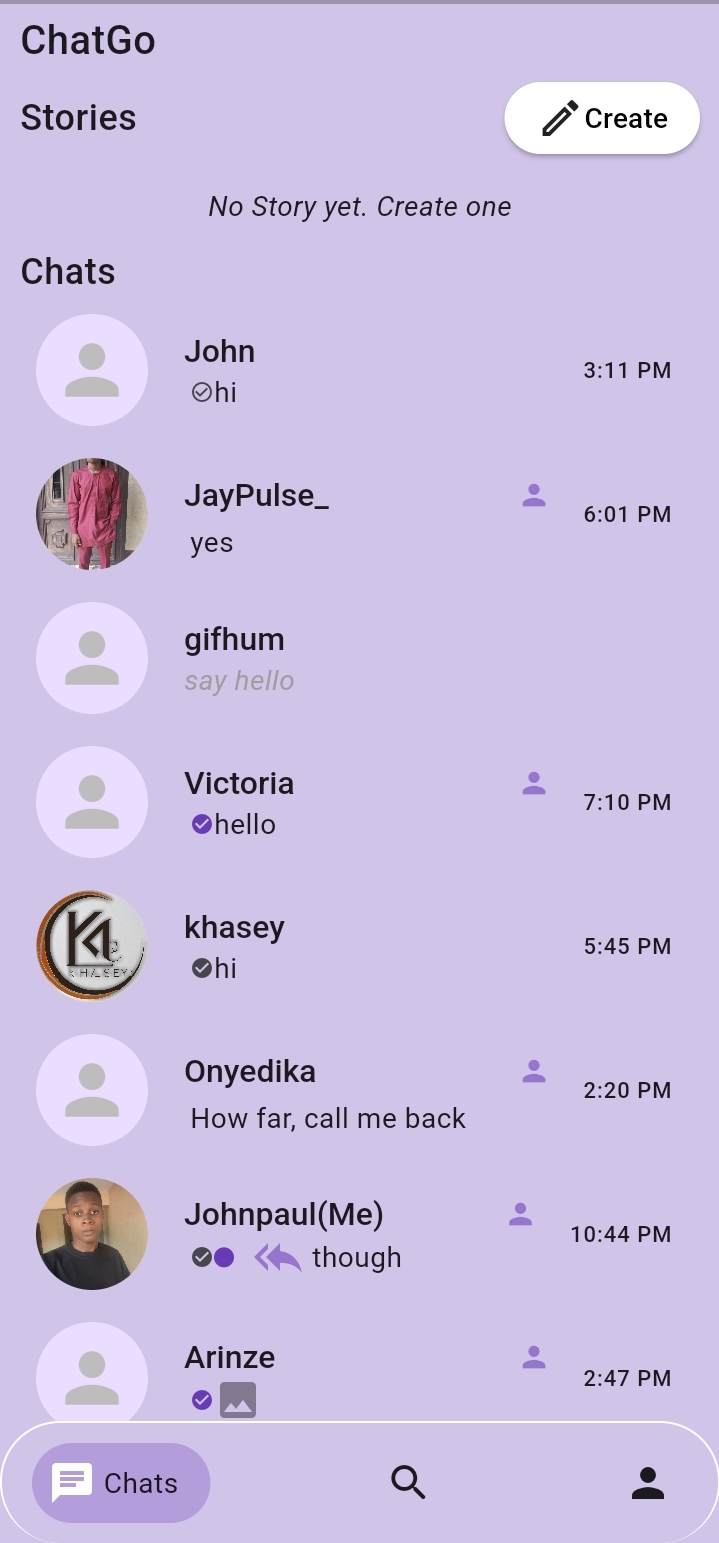 ChatGo
Stories
Create
No Story yet. Create one
Chats
John
hi
3:11 PM
JayPulse_
yes
6:01 PM
gifhum
say hello
Victoria
hello
7:10 PM
khasey
hi
5:45 PM
KHASEY
Onyedika
How far, call me back
2:20 PM
Johnpaul(Me)
though
10:44 PM
Arinze
2:47 PM
Chats